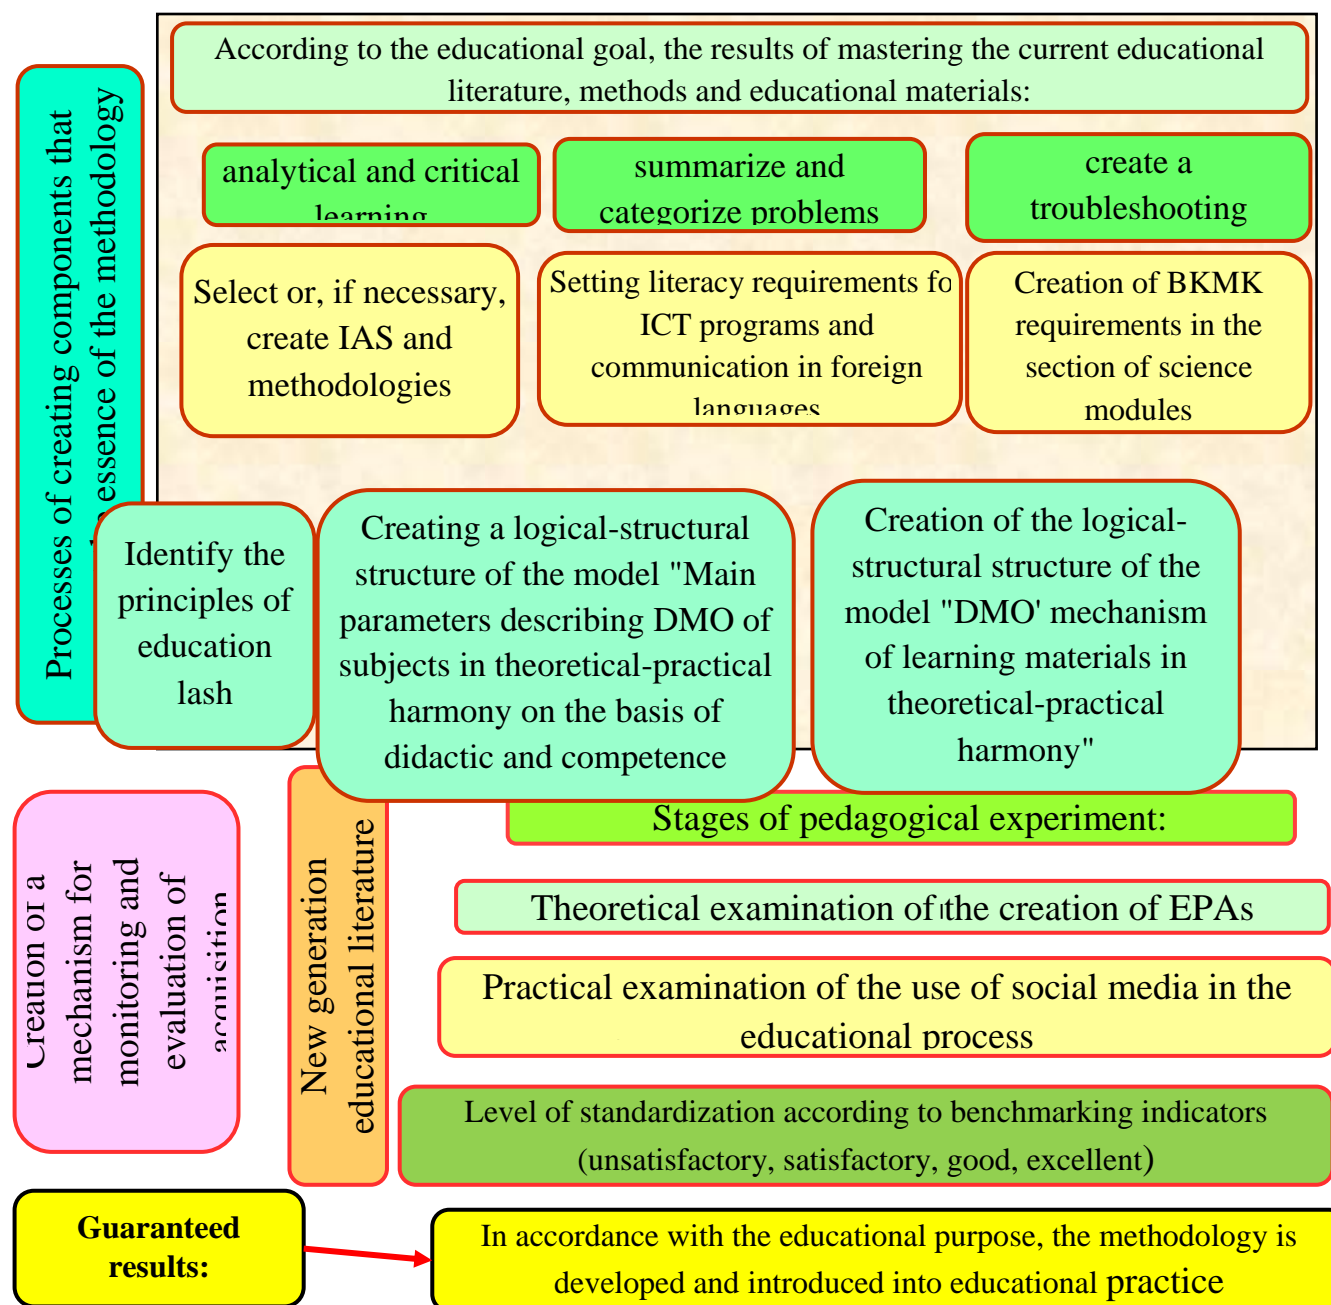 According to the educational goal, the results of mastering the current educational
literature, methods and educational materials:
Processes of creating components that
essence of the methodology
analytical and critical
learning
summarize and
categorize problems
create a
troubleshooting
Select or, if necessary,
create IAS and
methodologies
Setting literacy requirements fo
ICT programs and
communication in foreign
languages
Creation of BKMK
requirements in the
section of science
modules
Identify the
principles of
education
lash
Creating a logical-structural
structure of the model "Main
parameters describing DMO of
subjects in theoretical-practical
harmony on the basis of
didactic and competence
Creation of the logical-
structural structure of the
model "DMO' mechanism
of learning materials in
theoretical-practical
harmony"
Creation of a
mechanism for
monitoring and
evaluation of
acquisition
New generation
educational literature
Stages of pedagogical experiment:
Theoretical examination of the creation of EPAs
Practical examination of the use of social media in the
educational process
Level of standardization according to benchmarking indicators
(unsatisfactory, satisfactory, good, excellent)
Guaranteed
results:
In accordance with the educational purpose, the methodology is
developed and introduced into educational practice